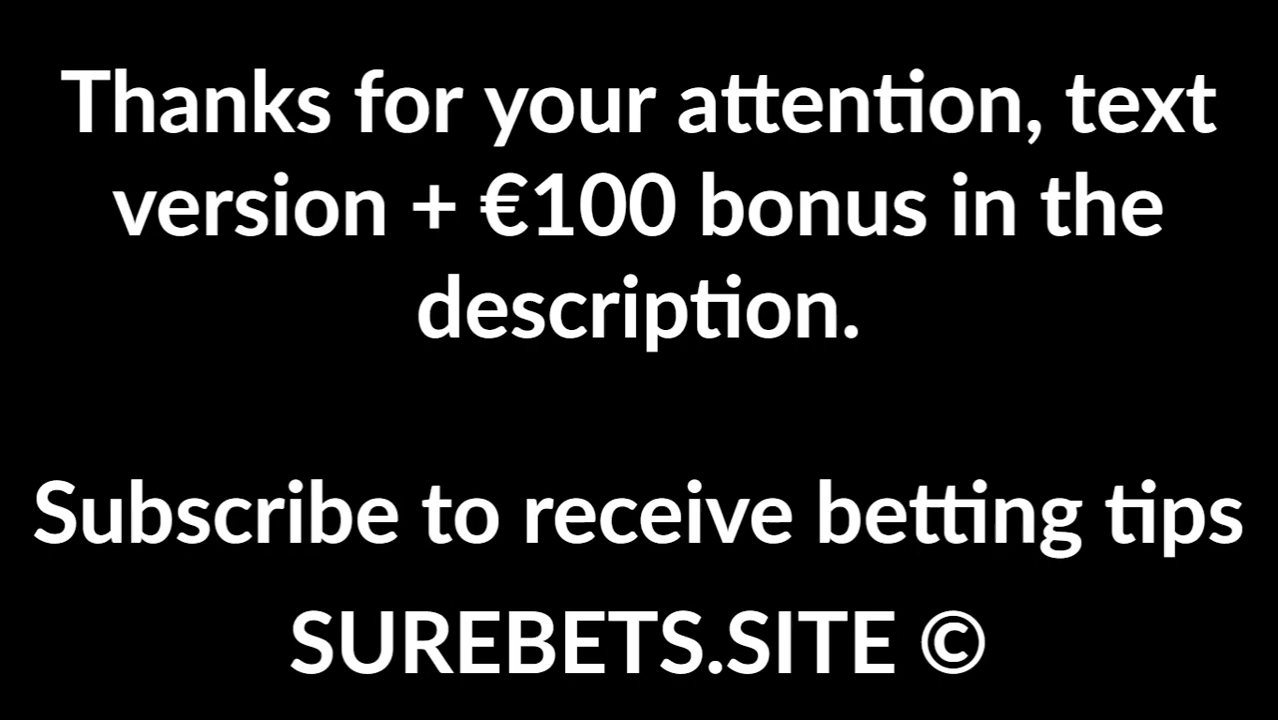 Thanks for your attention, text
version + €100 bonus in the
description.
Subscribe to receive betting tips
SUREBETS.SITE ©